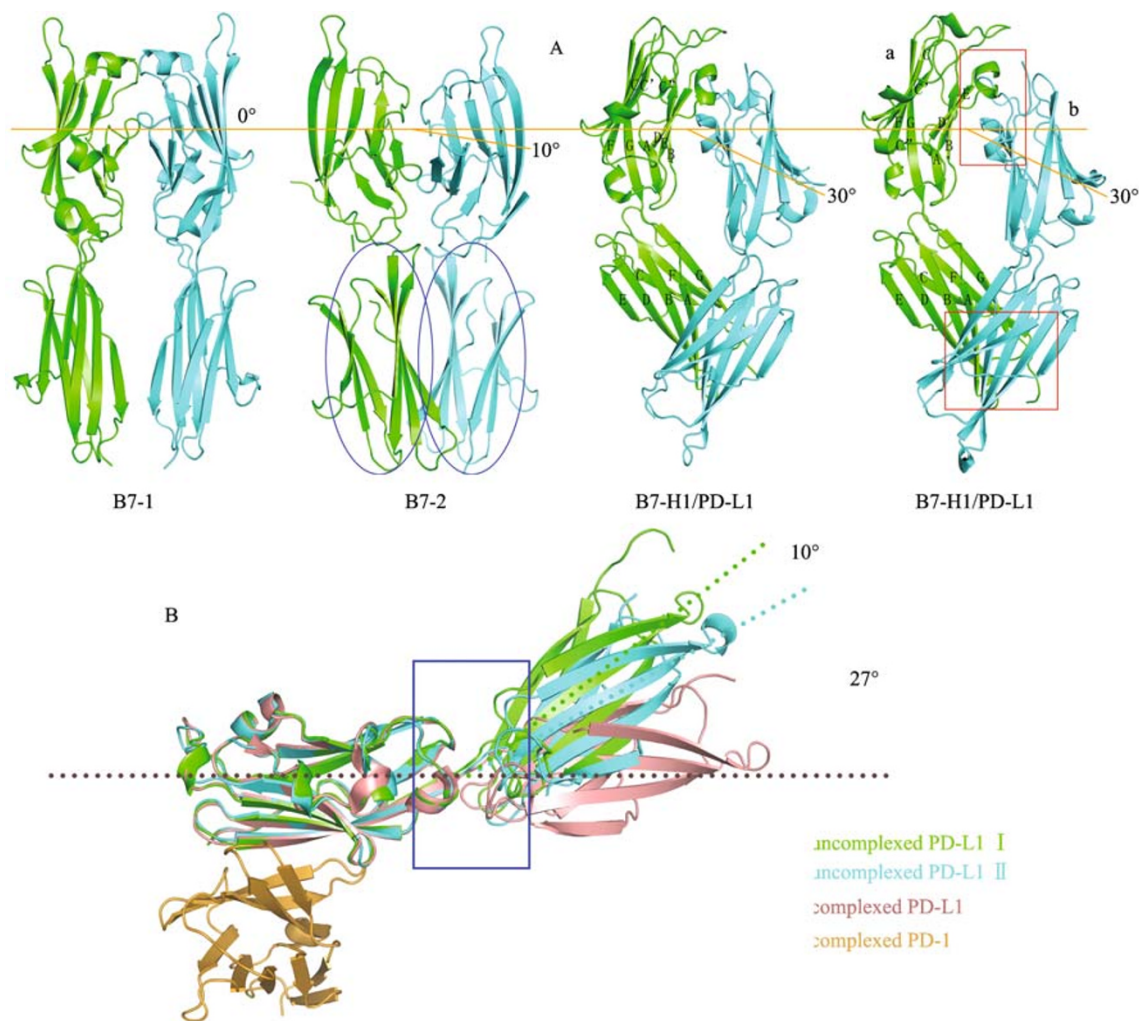 A
a
b
0°
10°
30°
30°
C C' C"
F G A D E B
C
C'
E
F G D
C" B
A
C F G
E D B A
C F G
E D B A
B7-1 B7-2 B7-H1/PD-L1 B7-H1/PD-L1
B
10°
27°
uncomplexed PD-L1 Ⅰ
uncomplexed PD-L1 Ⅱ
complexed PD-L1
complexed PD-1